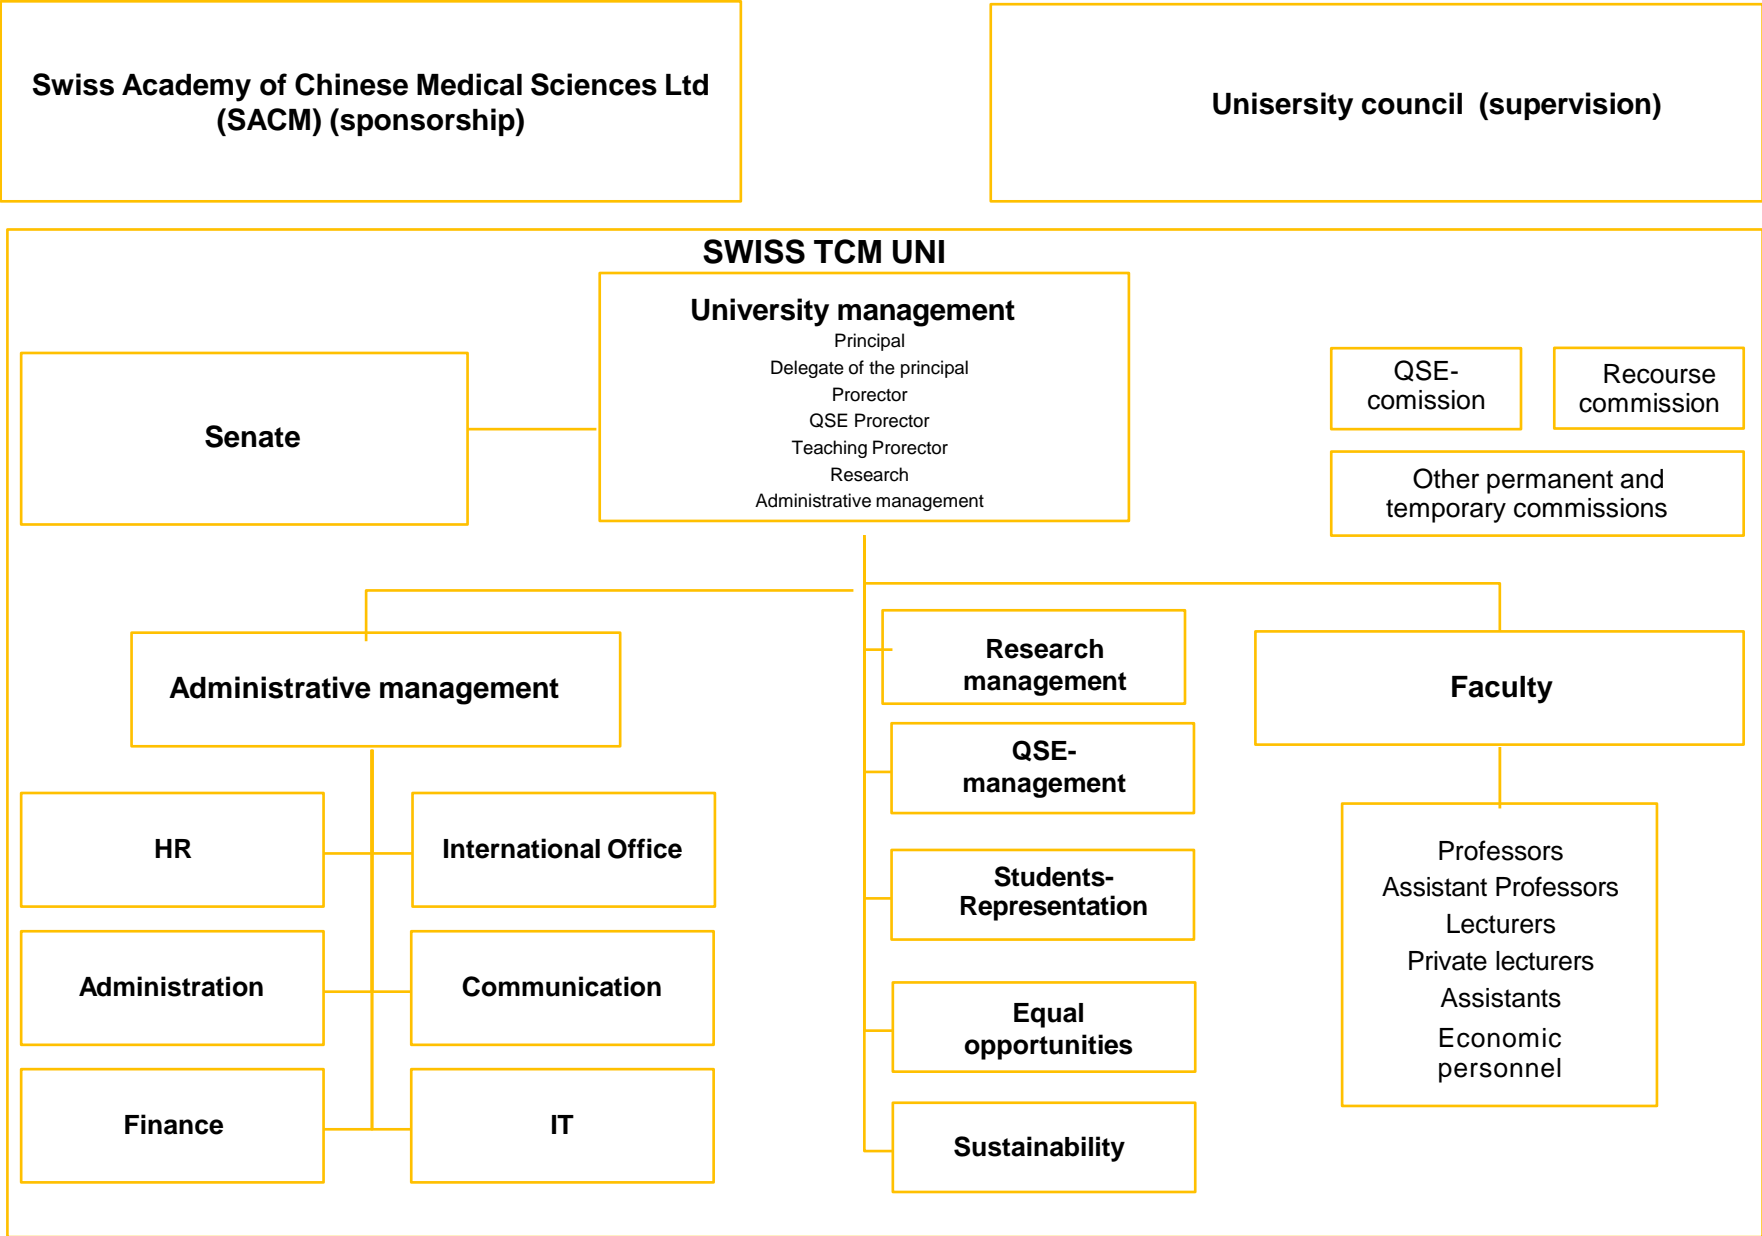 Swiss Academy of Chinese Medical Sciences Ltd
(SACM) (sponsorship)
Unisersity council (supervision)
SWISS TCM UNI
University management
Principal
Delegate of the principal
Prorector
QSE Prorector
Teaching Prorector
Research
Administrative management
Senate
QSE-
comission
Recourse
commission
Other permanent and
temporary commissions
Administrative management
HR
International Office
Administration
Communication
Finance
IT
Research
management
QSE-
management
Students-
Representation
Equal
opportunities
Sustainability
Faculty
Professors
Assistant Professors
Lecturers
Private lecturers
Assistants
Economic
personnel